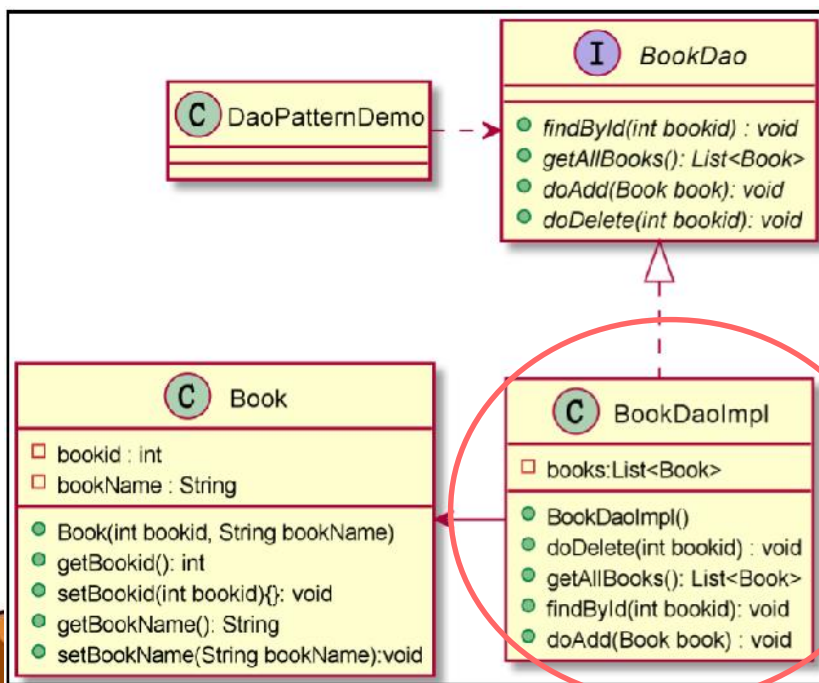 I BookDao
findById(int bookid) : void
getAllBooks(): List<Book>
doAdd(Book book): void
doDelete(int bookid): void
C DaoPatternDemo
C Book
bookid : int
bookName : String
Book(int bookid, String bookName)
getBookid(): int
setBookid(int bookid){}: void
getBookName(): String
setBookName(String bookName):void
C BookDaoImpl
books:List<Book>
BookDaoImpl()
doDelete(int bookid) : void
getAllBooks(): List<Book>
findById(int bookid): void
doAdd(Book book) : void